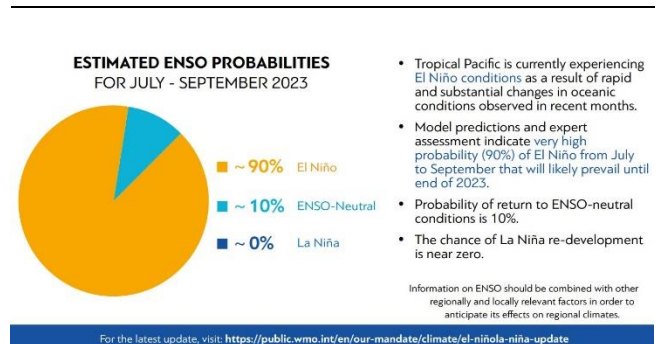 ESTIMATED ENSO PROBABILITIES
FOR JULY - SEPTEMBER 2023
~ 90% El Niño
~ 10% ENSO-Neutral
~ 0% La Niña
• Tropical Pacific is currently experiencing
El Niño conditions as a result of rapid
and substantial changes in oceanic
conditions observed in recent months.
• Model predictions and expert
assessment indicate very high
probability (90%) of El Niño from July
to September that will likely prevail until
end of 2023.
• Probability of return to ENSO-neutral
conditions is 10%.
• The chance of La Niña re-development
is near zero.
Information on ENSO should be combined with other
regionally and locally relevant factors in order to
anticipate its effects on regional climates.
For the latest update, visit: https://public.wmo.int/en/our-mandate/climate/el-niñola-niña-update